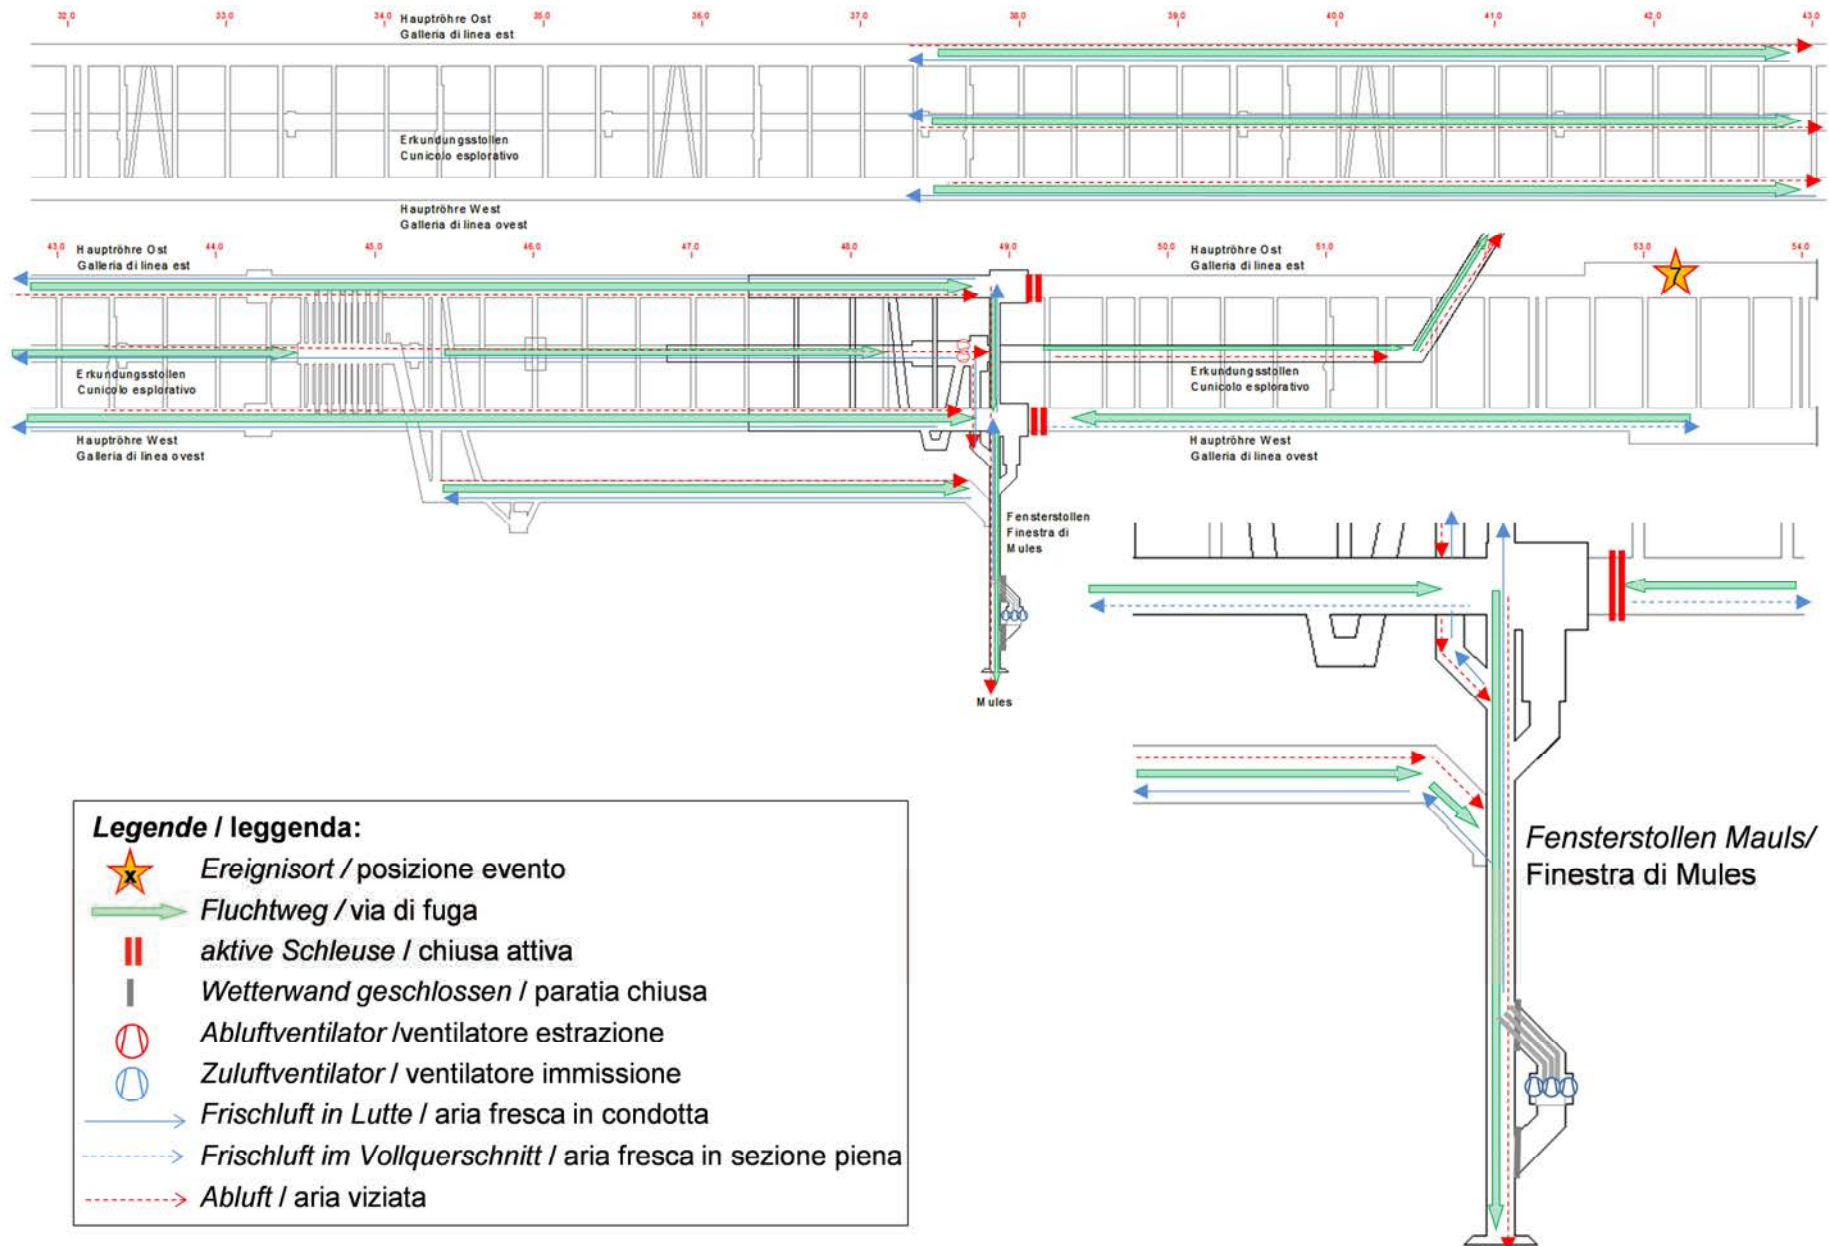 32.0 33.0 34.0 35.0 36.0 37.0 38.0 39.0 40.0 41.0 42.0 43.0
Hauptröhre Ost
Galleria di linea est
Erkundungsstollen
Cunicolo esplorativo
Hauptröhre West
Galleria di linea ovest
43.0 44.0 45.0 46.0 47.0 48.0 49.0 50.0 51.0 53.0 54.0
Hauptröhre Ost
Galleria di linea est
Hauptröhre Ost
Galleria di linea est
7
Erkundungsstollen
Cunicolo esplorativo
Erkundungsstollen
Cunicolo esplorativo
Hauptröhre West
Galleria di linea ovest
Hauptröhre West
Galleria di linea ovest
Fensterstollen
Finestra di
Mules
Mules
Fensterstollen Mauls/
Finestra di Mules
Legende / leggenda:
x
Ereignisort / posizione evento
Fluchtweg / via di fuga
aktive Schleuse / chiusa attiva
Wetterwand geschlossen / paratia chiusa
Abluftventilator /ventilatore estrazione
Zuluftventilator / ventilatore immissione
Frischluft in Lutte / aria fresca in condotta
Frischluft im Vollquerschnitt / aria fresca in sezione piena
Abluft / aria viziata